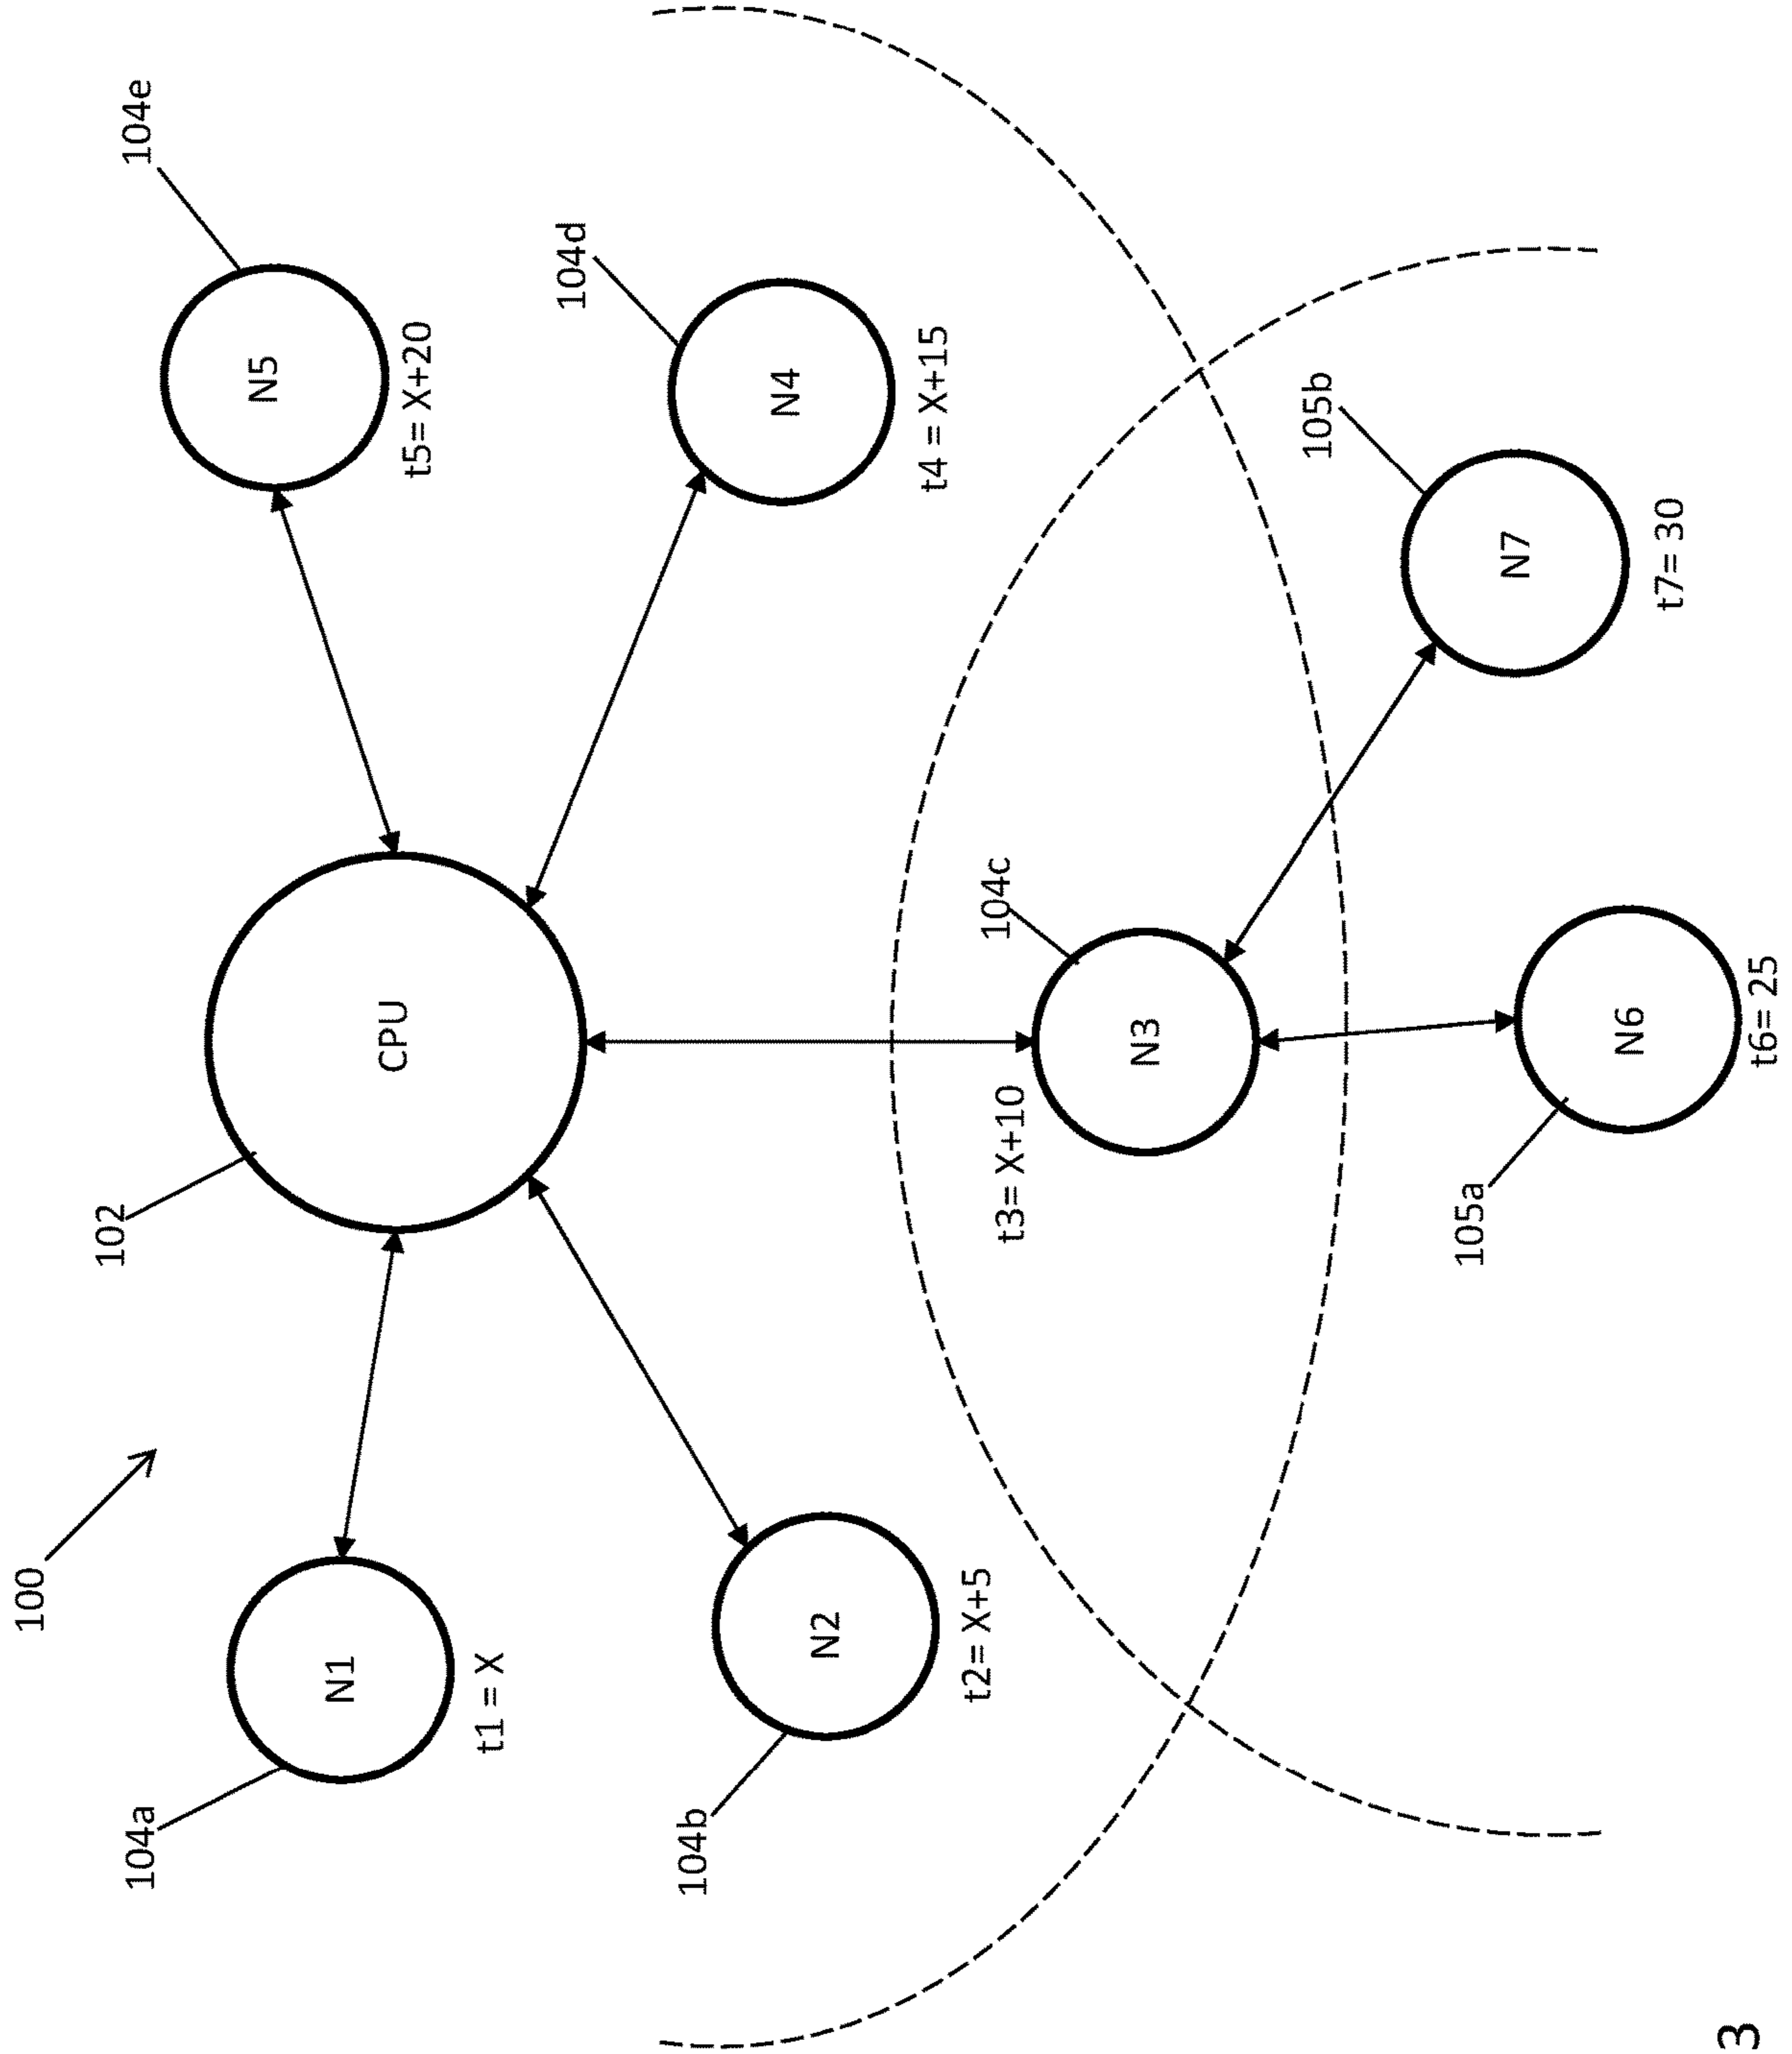 100
102
104a
N1
t1 = X
104b
N2
t2= X+5
CPU
104e
N5
t5= X+20
104d
N4
t4 = X+15
104c
N3
t3= X+10
105b
N7
t7= 30
105a
N6
t6= 25
3